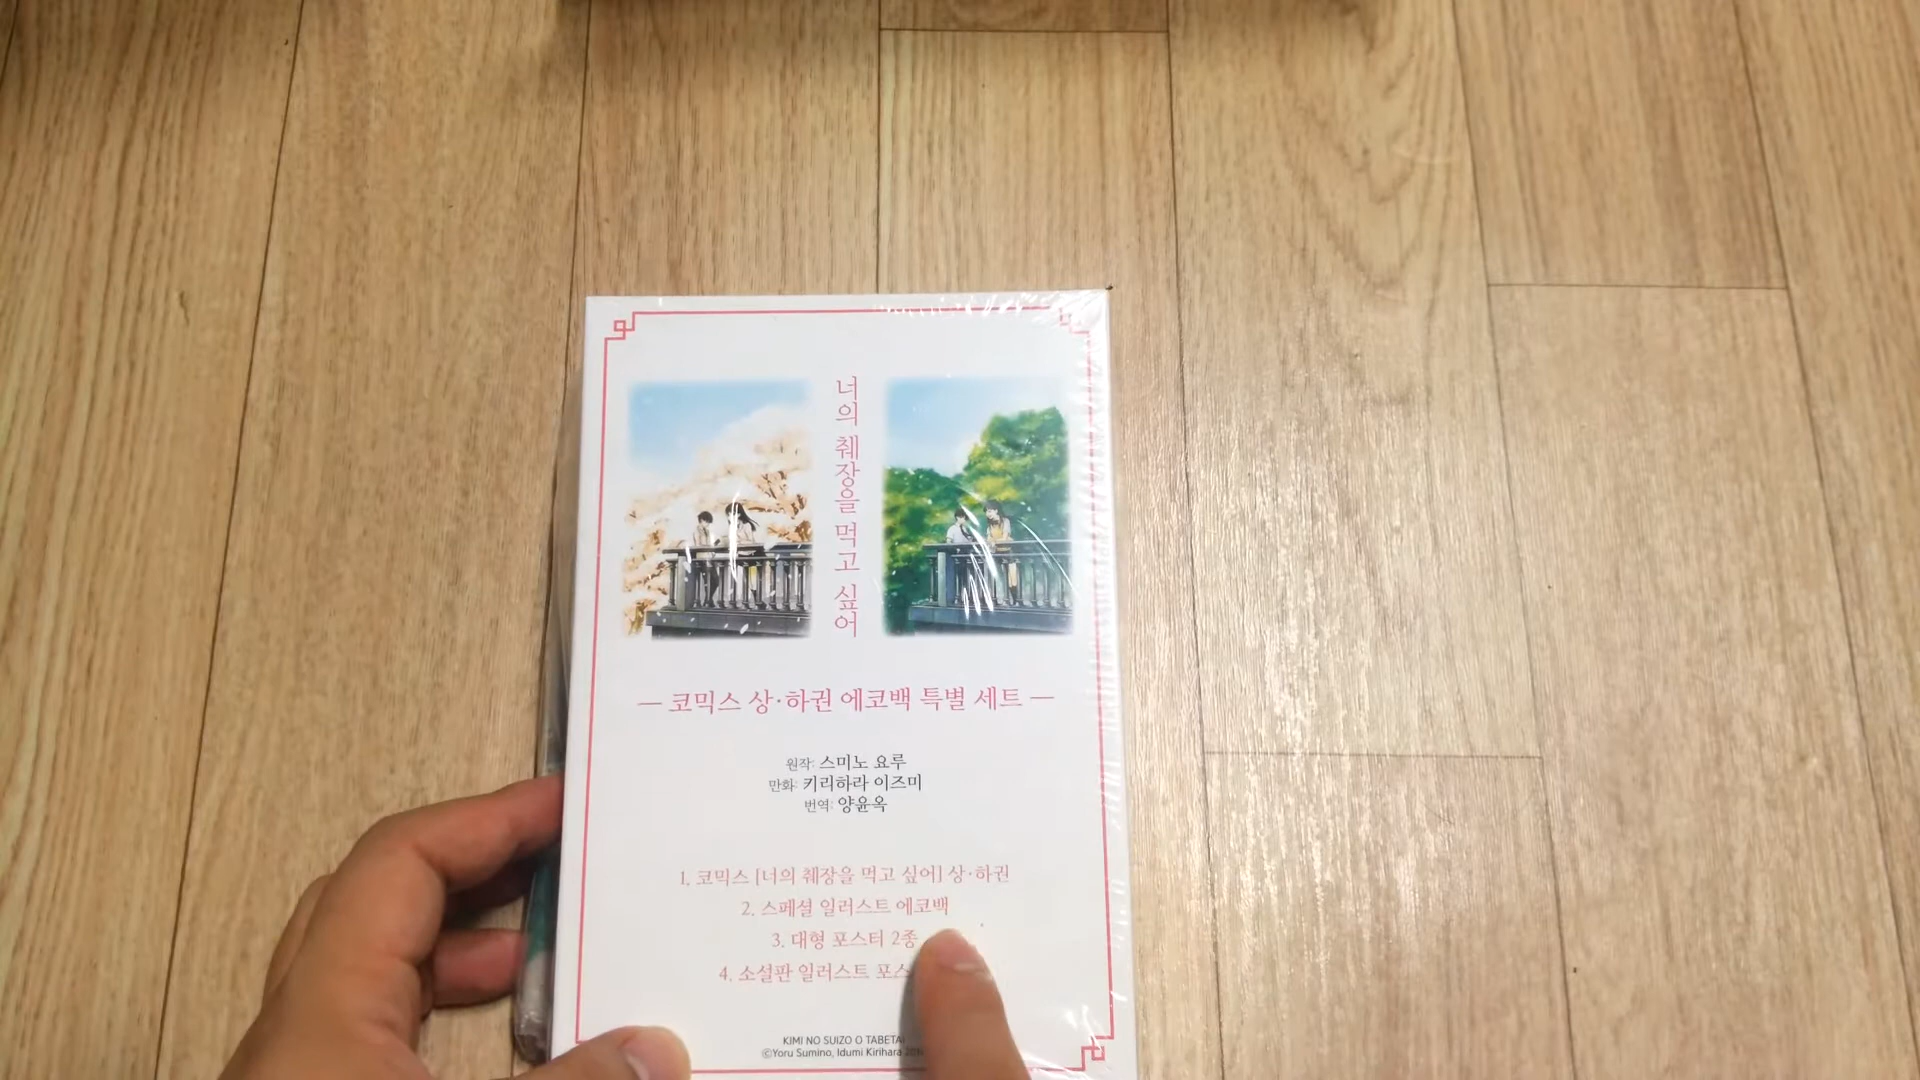 너의 췌장을 먹고 싶어
— 코믹스 상·하권 에코백 특별 세트 —
원작: 스미노 요루
만화: 키리하라 이즈미
번역: 양윤옥
1. 코믹스 [너의 췌장을 먹고 싶어] 상·하권
2. 스페셜 일러스트 에코백
3. 대형 포스터 2종
4. 소설판 일러스트
KIMI NO SUIZO O TABETAI
©Yoru Sumino, Idumi Kirihara